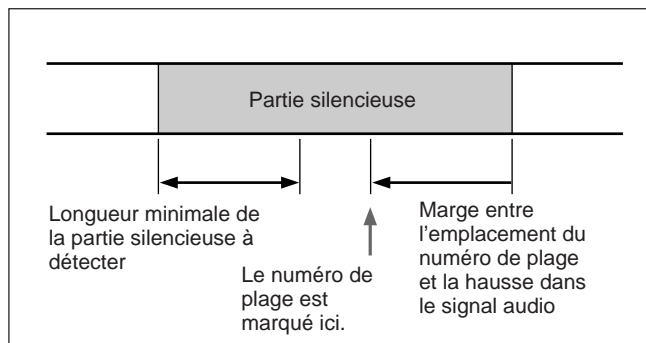 Partie silencieuse
Longueur minimale de
la partie silencieuse à
détecter
Le numéro de
plage est
marqué ici.
Marge entre
l'emplacement du
numéro de plage
et la hausse dans
le signal audio